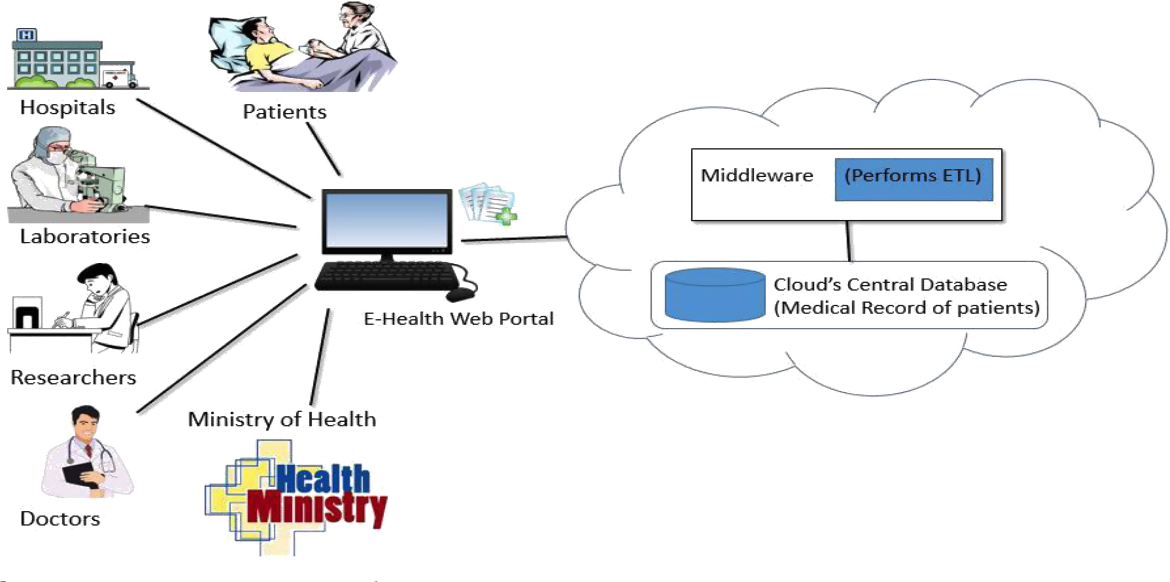 H
Hospitals
Patients
Laboratories
Researchers
Doctors
Ministry of Health
Health
Ministry
E-Health Web Portal
Middleware
(Performs ETL)
Cloud's Central Database
(Medical Record of patients)